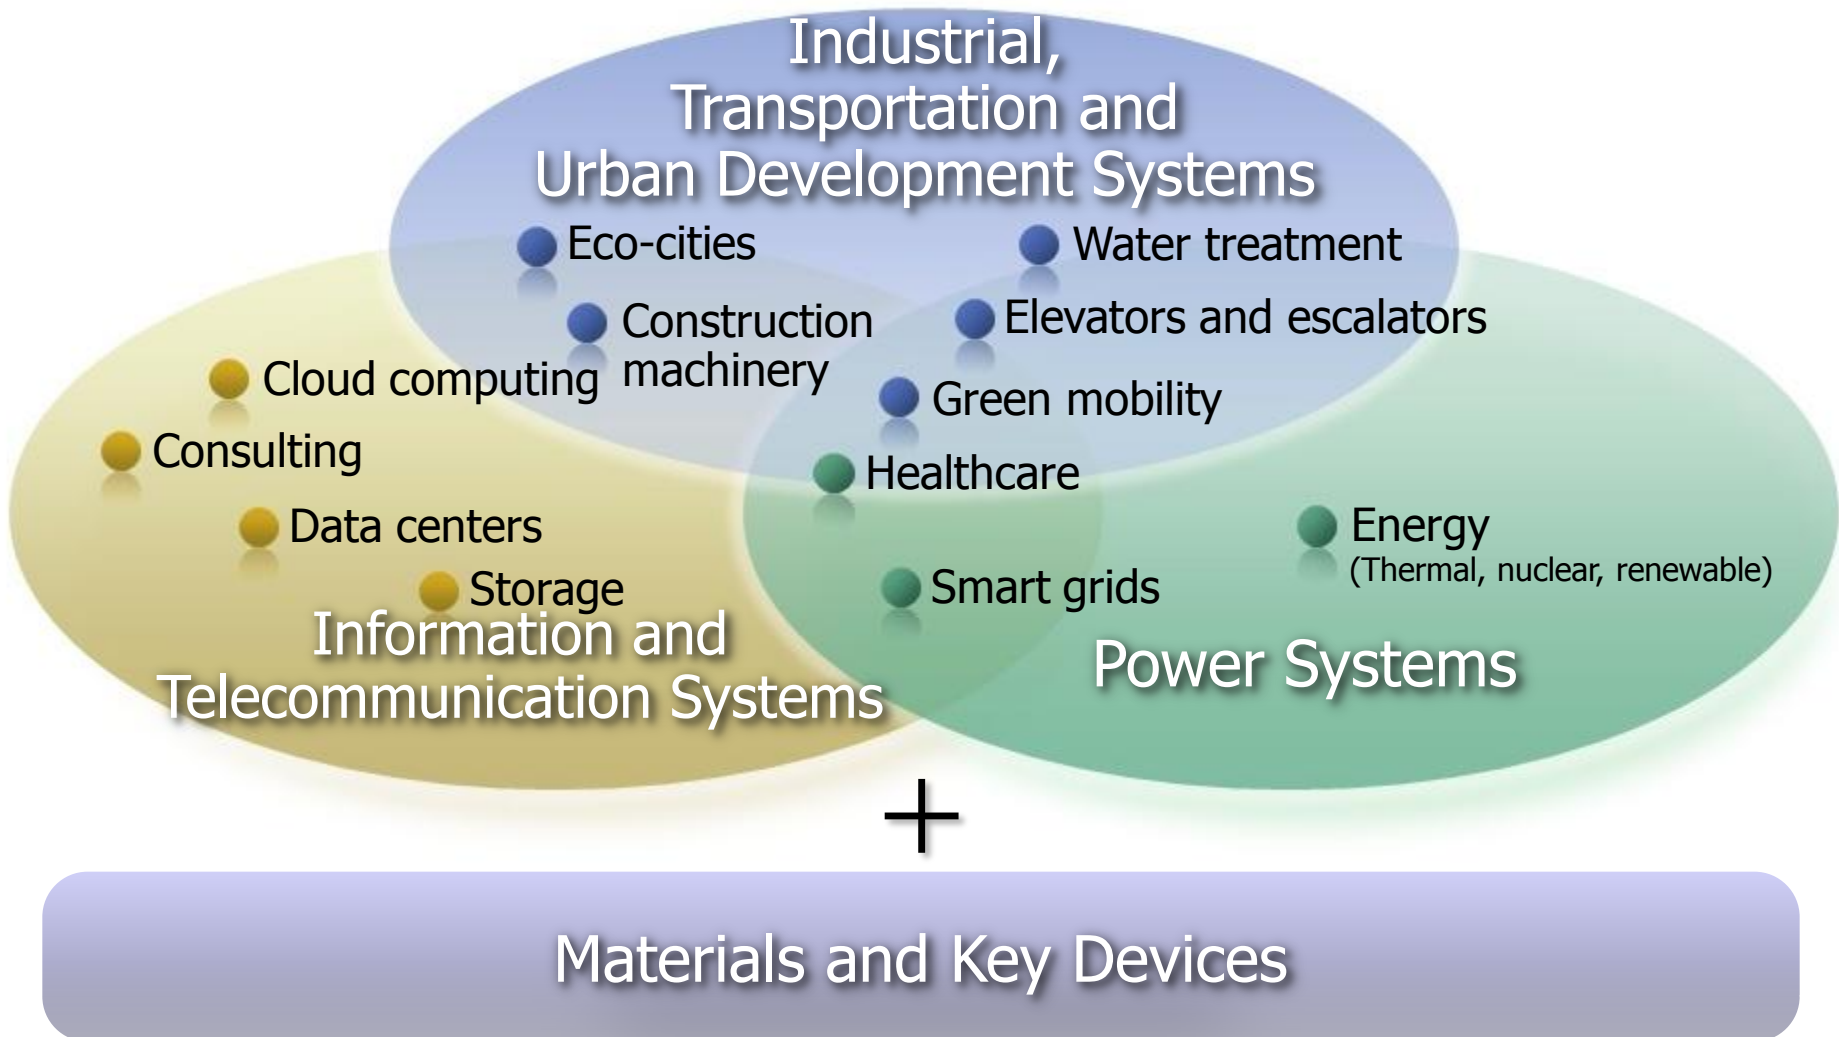 Industrial,
Transportation and
Urban Development Systems
Eco-cities
Water treatment
Construction
machinery
Elevators and escalators
Cloud computing
Green mobility
Consulting
Healthcare
Data centers
Energy
(Thermal, nuclear, renewable)
Storage
Smart grids
Information and
Telecommunication Systems
Power Systems
+
Materials and Key Devices